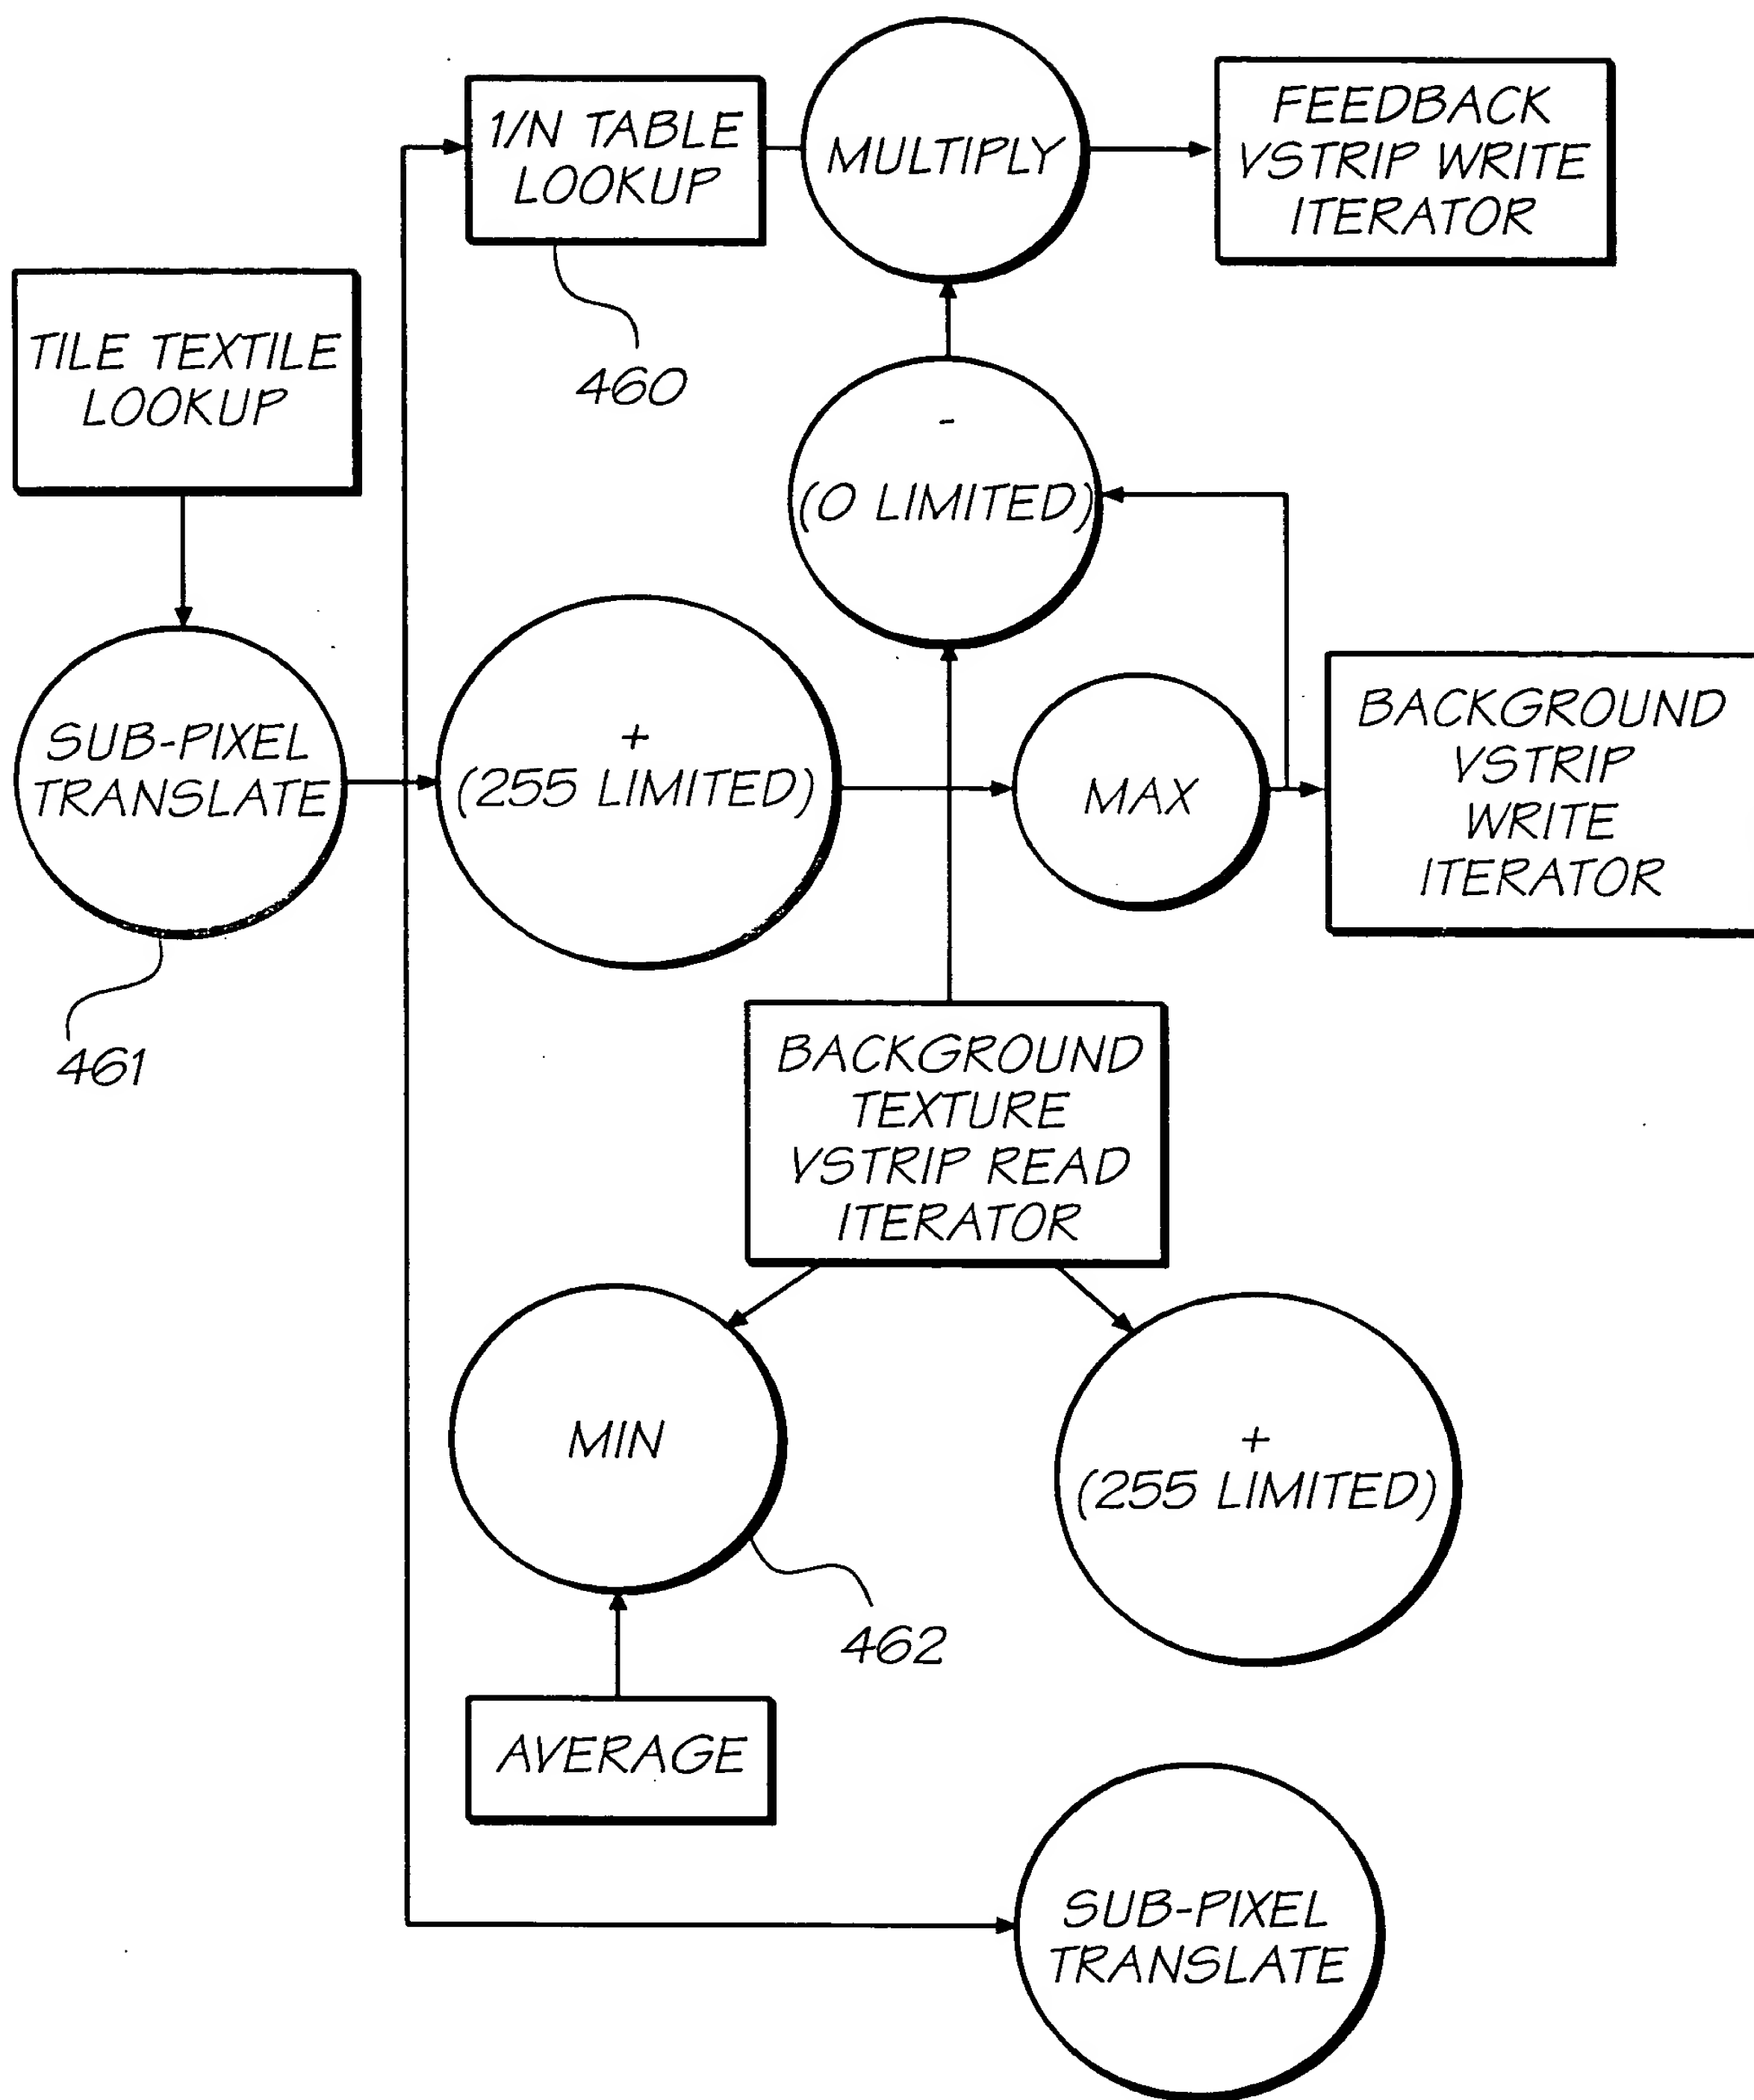 1/N TABLE
LOOKUP
MULTIPLY
FEEDBACK
VSTRIP WRITE
ITERATOR
460
TILE TEXTILE
LOOKUP
-
(0 LIMITED)
SUB-PIXEL
TRANSLATE
461
+
(255 LIMITED)
MAX
BACKGROUND
VSTRIP
WRITE
ITERATOR
BACKGROUND
TEXTURE
VSTRIP READ
ITERATOR
MIN
462
+
(255 LIMITED)
AVERAGE
SUB-PIXEL
TRANSLATE